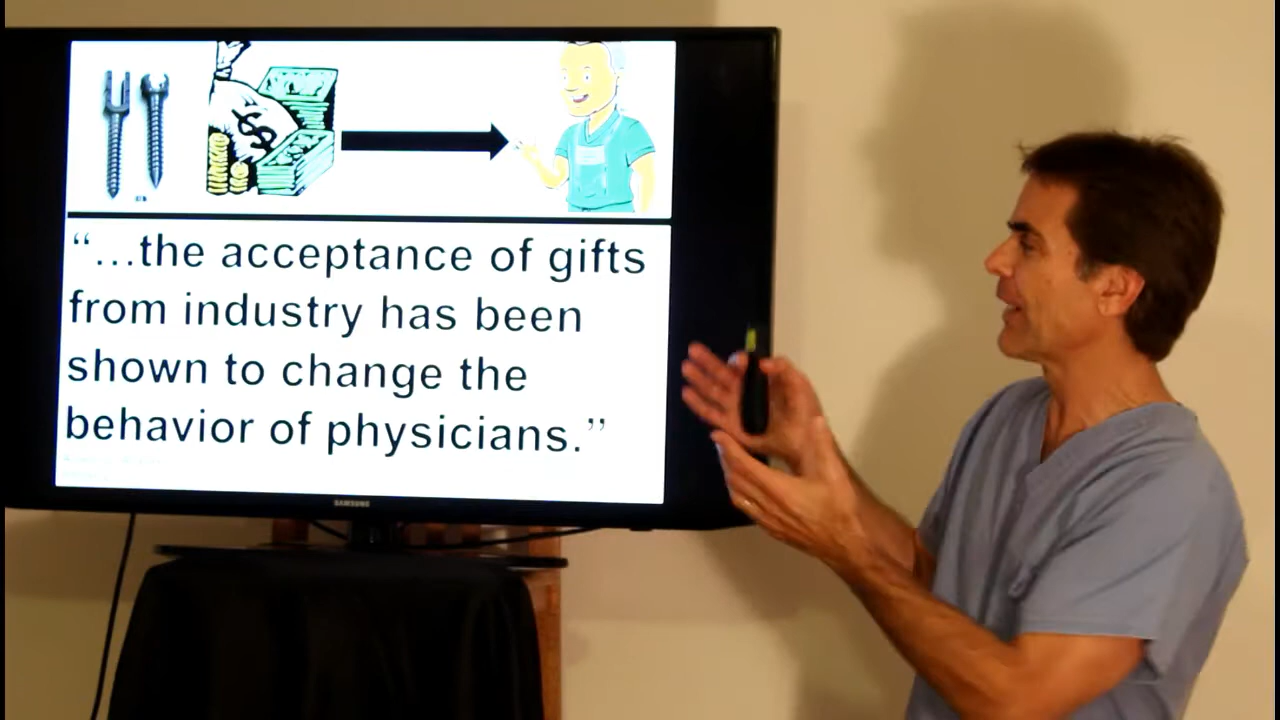 $
“...the acceptance of gifts
from industry has been
shown to change the
behavior of physicians.”
SAMSUNG